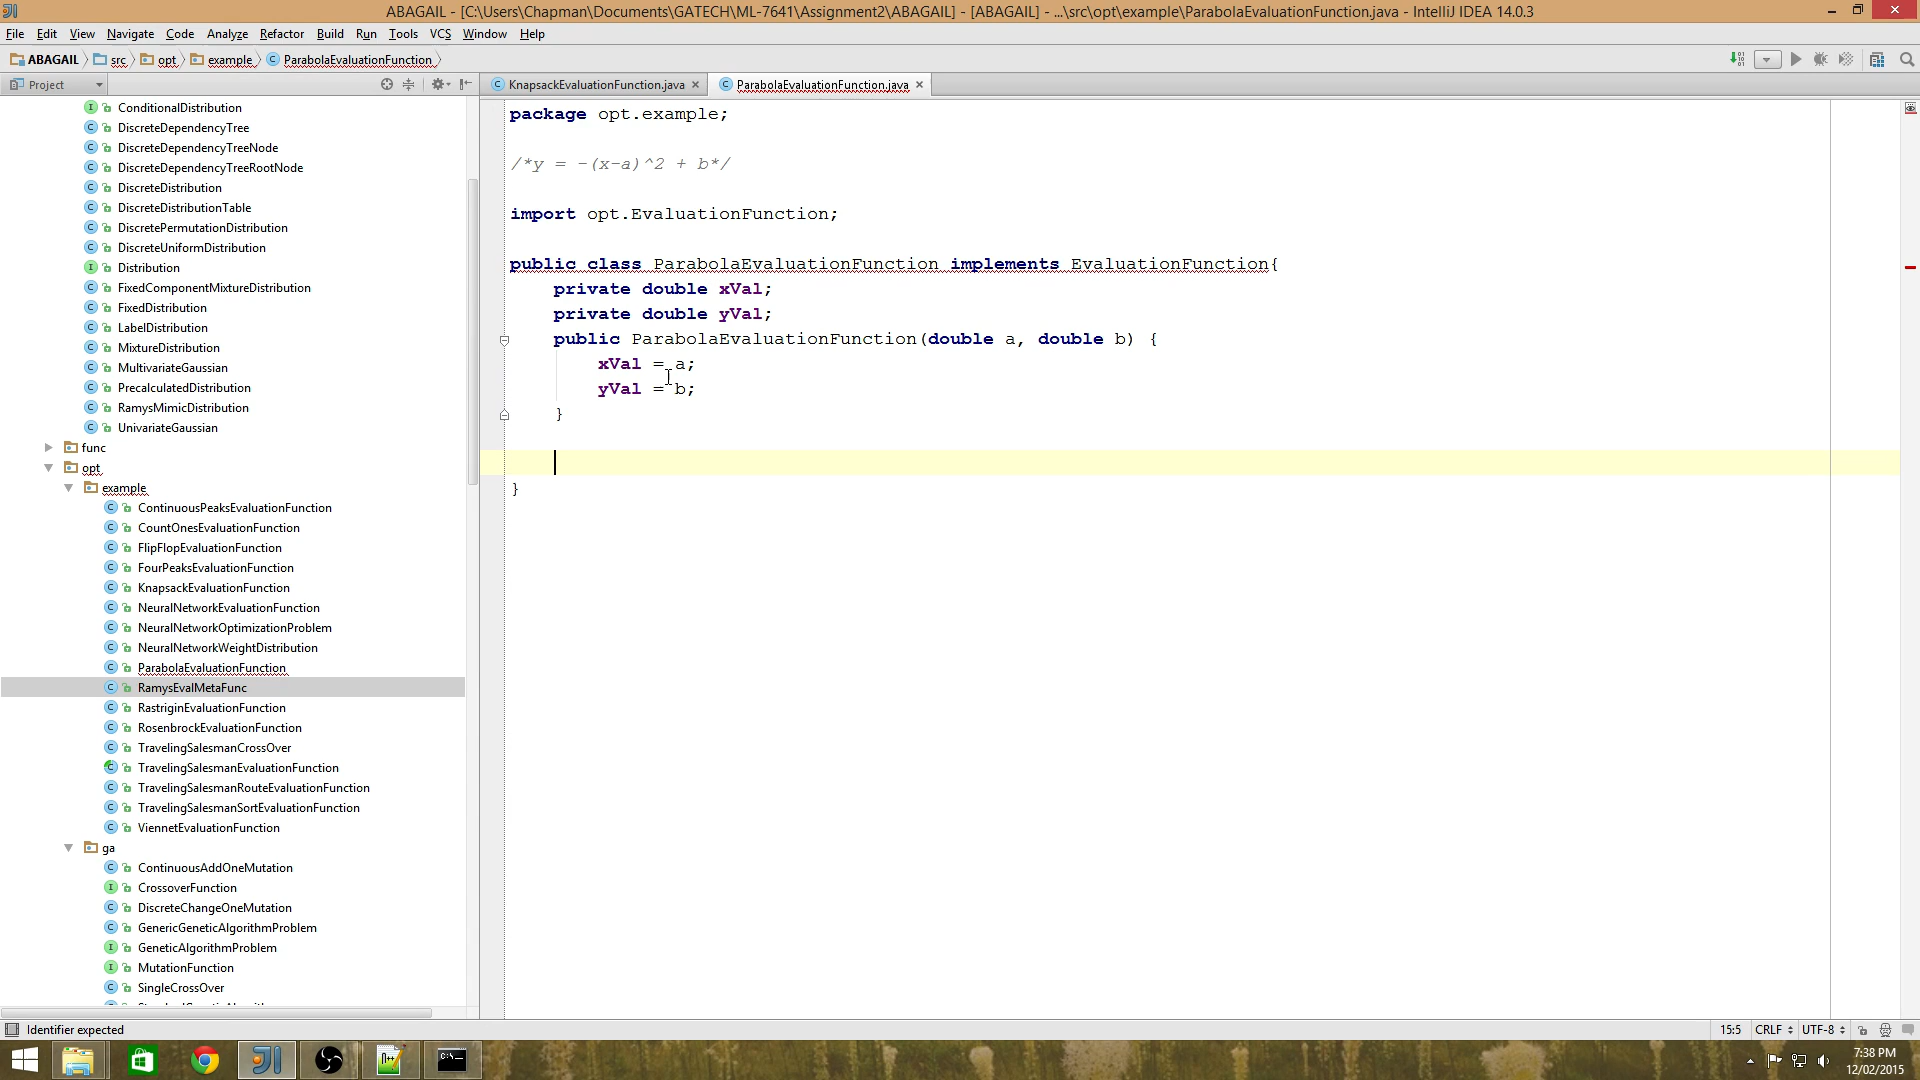 ABAGAIL - [C:\Users\Chapman\Documents\GATECH\ML-7641\Assignment2\ABAGAIL] - [ABAGAIL] - ...\src\opt\example\ParabolaEvaluationFunction.java - IntelliJ IDEA 14.0.3
File Edit View Navigate Code Analyze Refactor Build Run Tools VCS Window Help
ABAGAIL src opt example ParabolaEvaluationFunction
Project
KnapsackEvaluationFunction.java ParabolaEvaluationFunction.java
ConditionalDistribution
DiscreteDependencyTree
DiscreteDependencyTreeNode
DiscreteDependencyTreeRootNode
DiscreteDistribution
DiscreteDistributionTable
DiscretePermutationDistribution
DiscreteUniformDistribution
Distribution
FixedComponentMixtureDistribution
FixedDistribution
LabelDistribution
MixtureDistribution
MultivariateGaussian
PrecalculatedDistribution
RamysMimicDistribution
UnivariateGaussian
func
opt
example
ContinuousPeaksEvaluationFunction
CountOnesEvaluationFunction
FlipFlopEvaluationFunction
FourPeaksEvaluationFunction
KnapsackEvaluationFunction
NeuralNetworkEvaluationFunction
NeuralNetworkOptimizationProblem
NeuralNetworkWeightDistribution
ParabolaEvaluationFunction
RamysEvalMetaFunc
RastriginEvaluationFunction
RosenbrockEvaluationFunction
TravelingSalesmanCrossOver
TravelingSalesmanEvaluationFunction
TravelingSalesmanRouteEvaluationFunction
TravelingSalesmanSortEvaluationFunction
ViennetEvaluationFunction
ga
ContinuousAddOneMutation
CrossoverFunction
DiscreteChangeOneMutation
GenericGeneticAlgorithmProblem
GeneticAlgorithmProblem
MutationFunction
SingleCrossOver
package opt.example;
/*y = -(x-a)^2 + b*/
import opt.EvaluationFunction;
public class ParabolaEvaluationFunction implements EvaluationFunction{
private double xVal;
private double yVal;
public ParabolaEvaluationFunction(double a, double b) {
xVal = a;
yVal = b;
}
}
Identifier expected
15:5 CRLF UTF-8
7:38 PM
12/02/2015